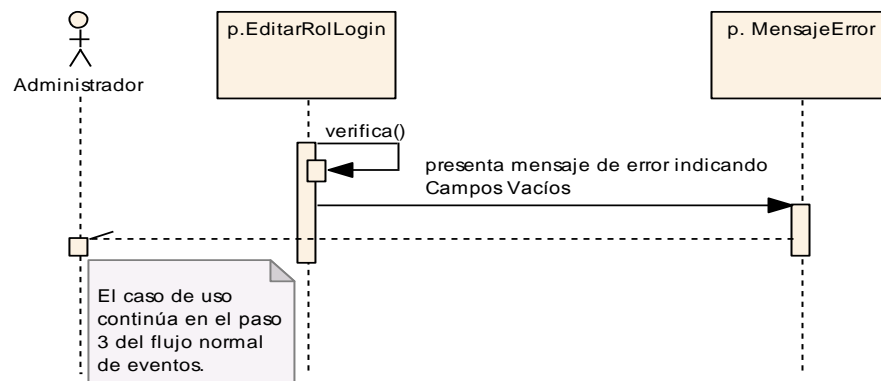 p.EditarRolLogin
p. MensajeError
Administrador
verifica()
presenta mensaje de error indicando
Campos Vacíos
El caso de uso
continúa en el paso
3 del flujo normal
de eventos.